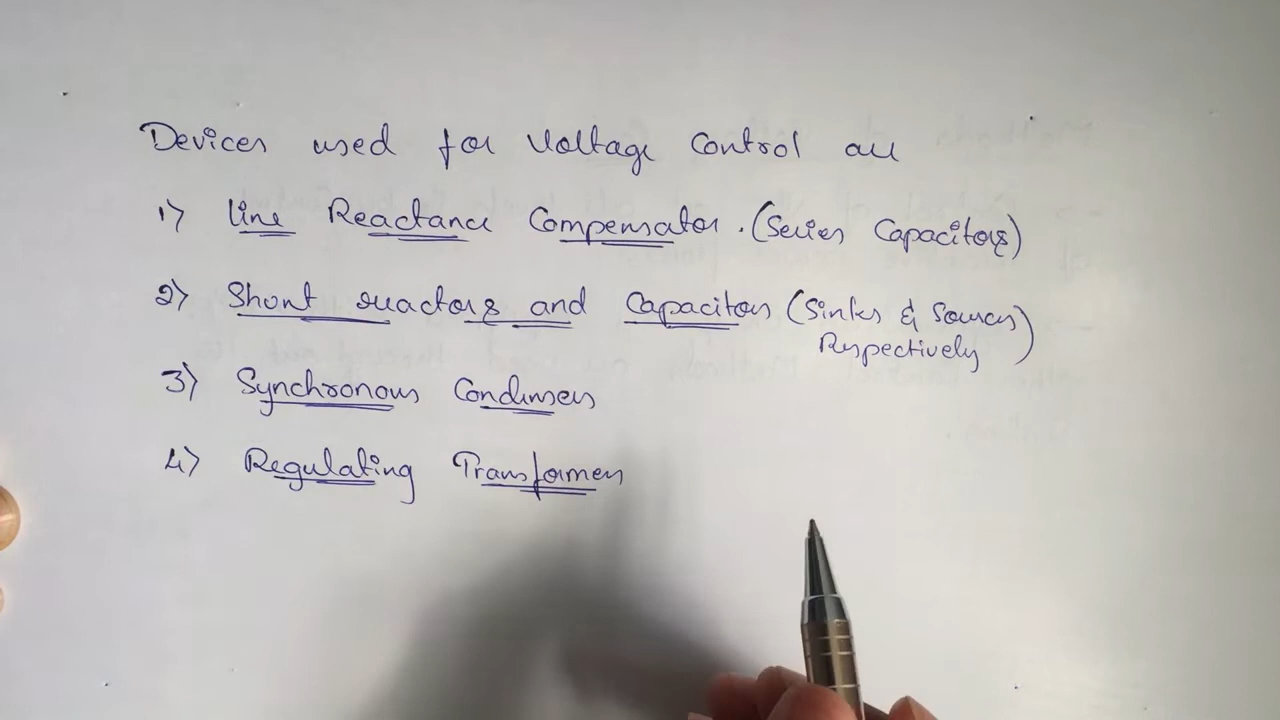 Devices used for Voltage Control are
1) Line Reactance Compensator. (Series Capacitors)
2) Shunt reactors and Capacitors (Sinks & Sources
Respectively)
3) Synchronous Condensers
4) Regulating Transformers